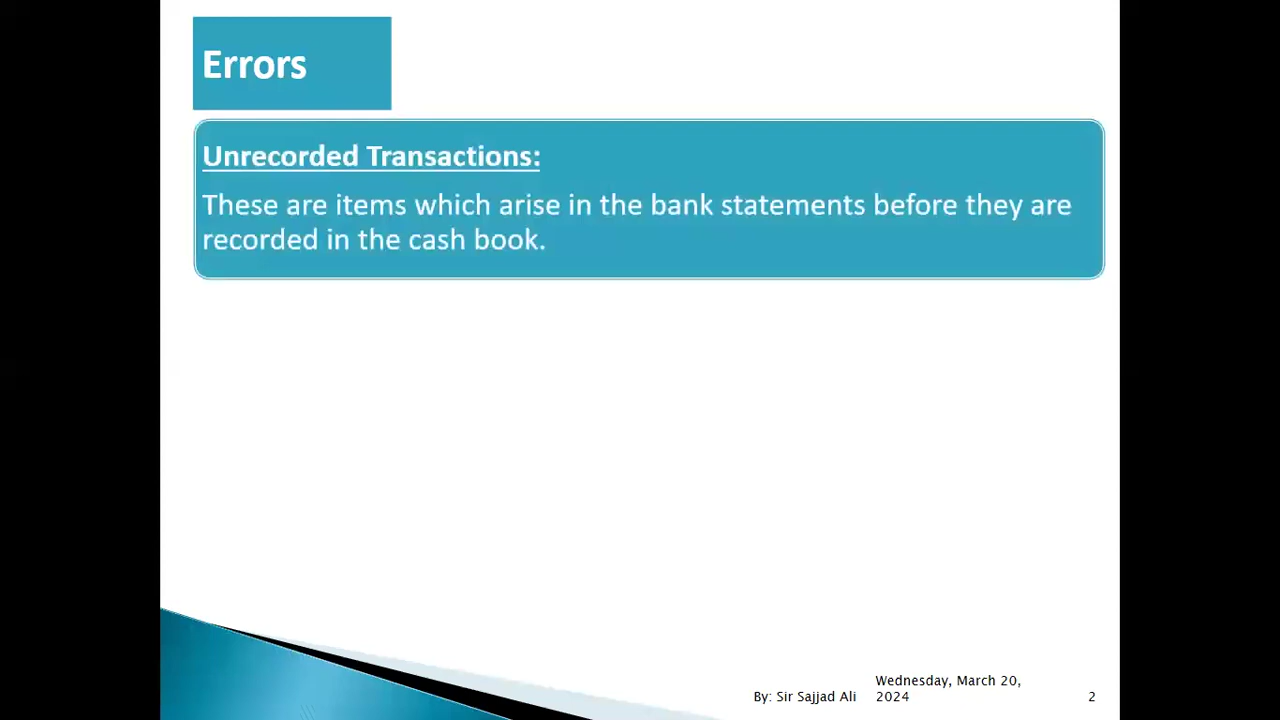 Errors
Unrecorded Transactions:
These are items which arise in the bank statements before they are
recorded in the cash book.
By: Sir Sajjad Ali
Wednesday, March 20,
2024
2